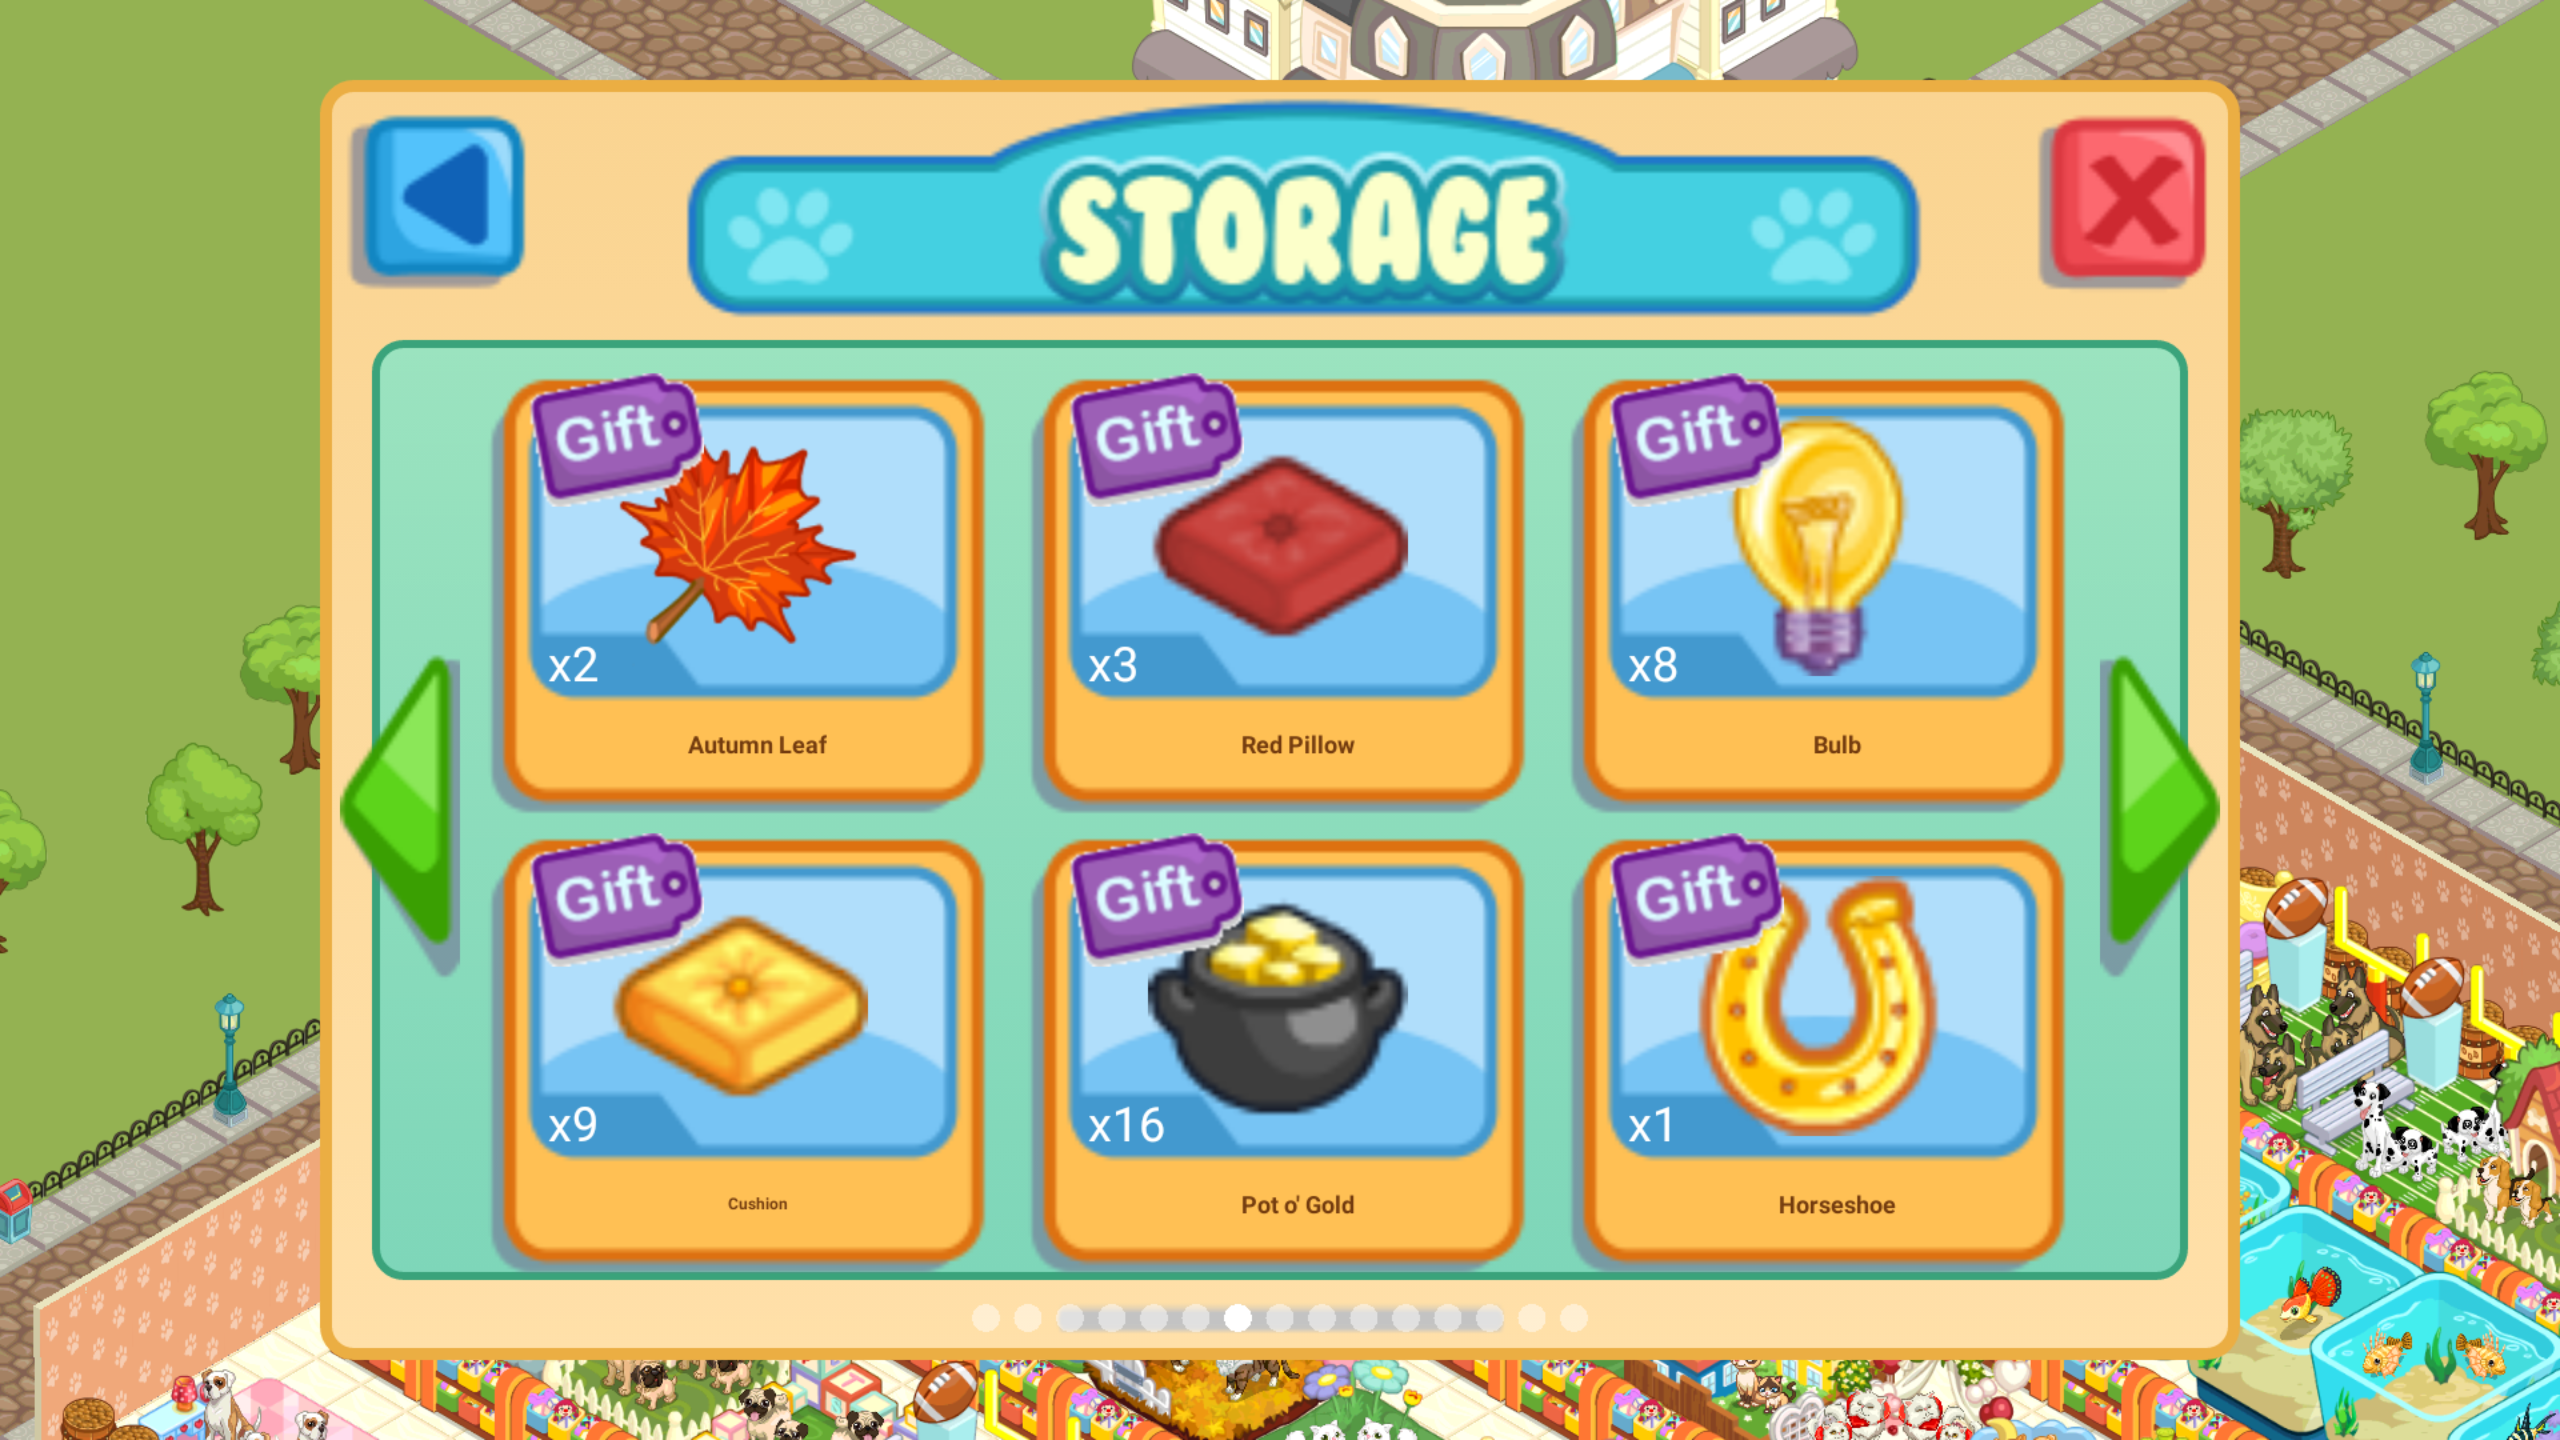 STORAGE
Gift
x2
Autumn Leaf
Gift
x3
Red Pillow
Gift
x8
Bulb
Gift
x9
Cushion
Gift
x16
Pot o' Gold
Gift
x1
Horseshoe